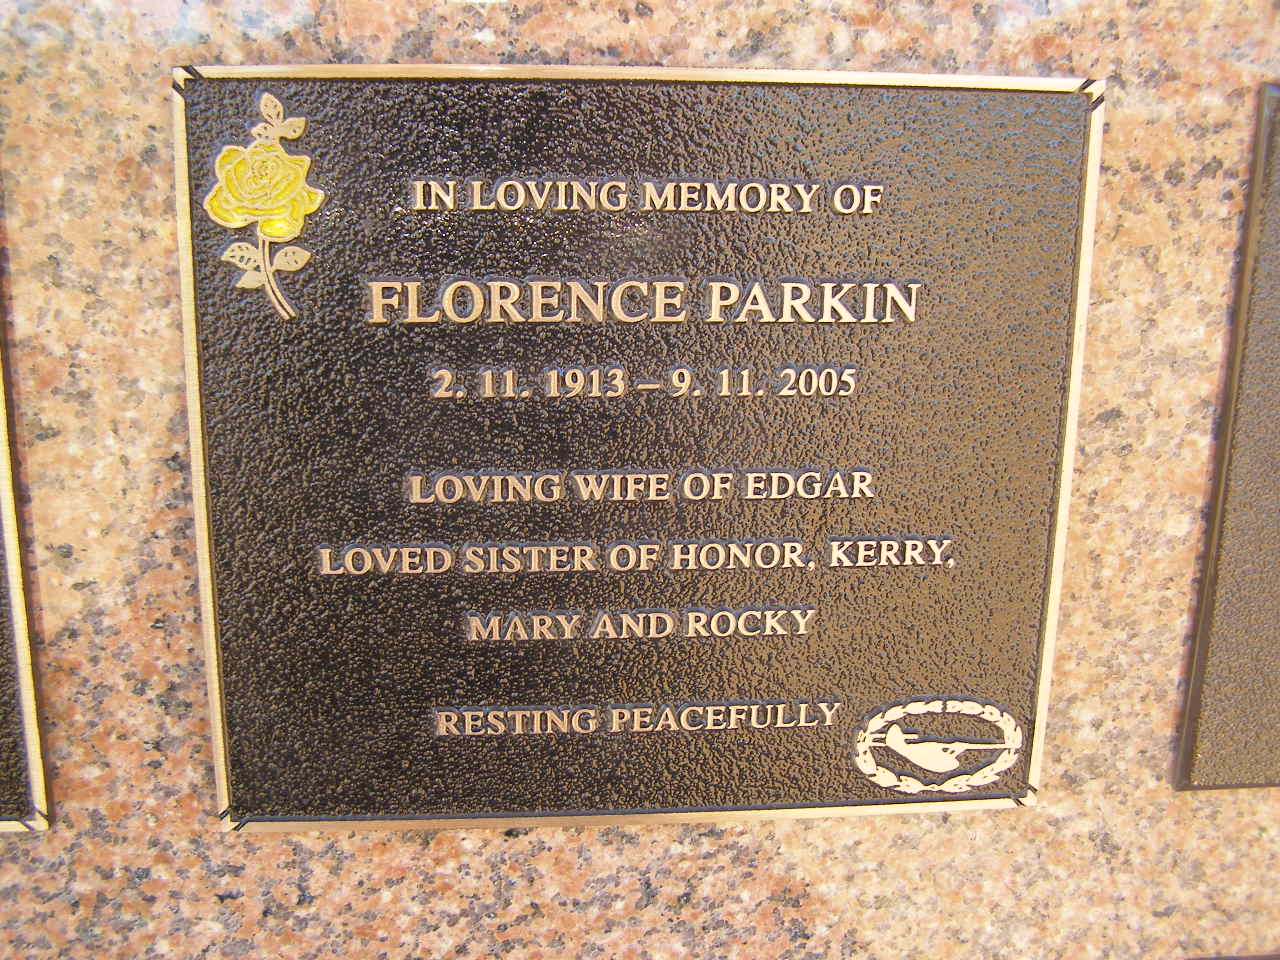 IN LOVING MEMORY OF
FLORENCE PARKIN
2. 11. 1913 – 9. 11. 2005
LOVING WIFE OF EDGAR
LOVED SISTER OF HONOR, KERRY,
MARY AND ROCKY
RESTING PEACEFULLY